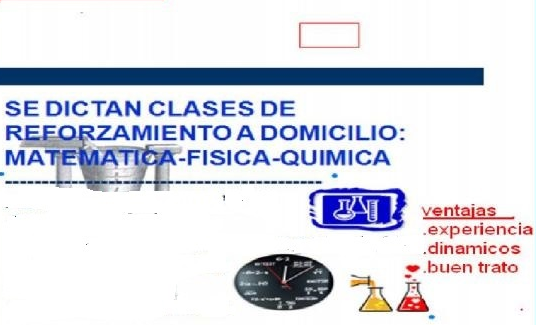 SE DICTAN CLASES DE
REFORZAMIENTO A DOMICILIO:
MATEMATICA-FISICA-QUIMICA
ventajas
.experiencia
.dinamicos
.buen trato